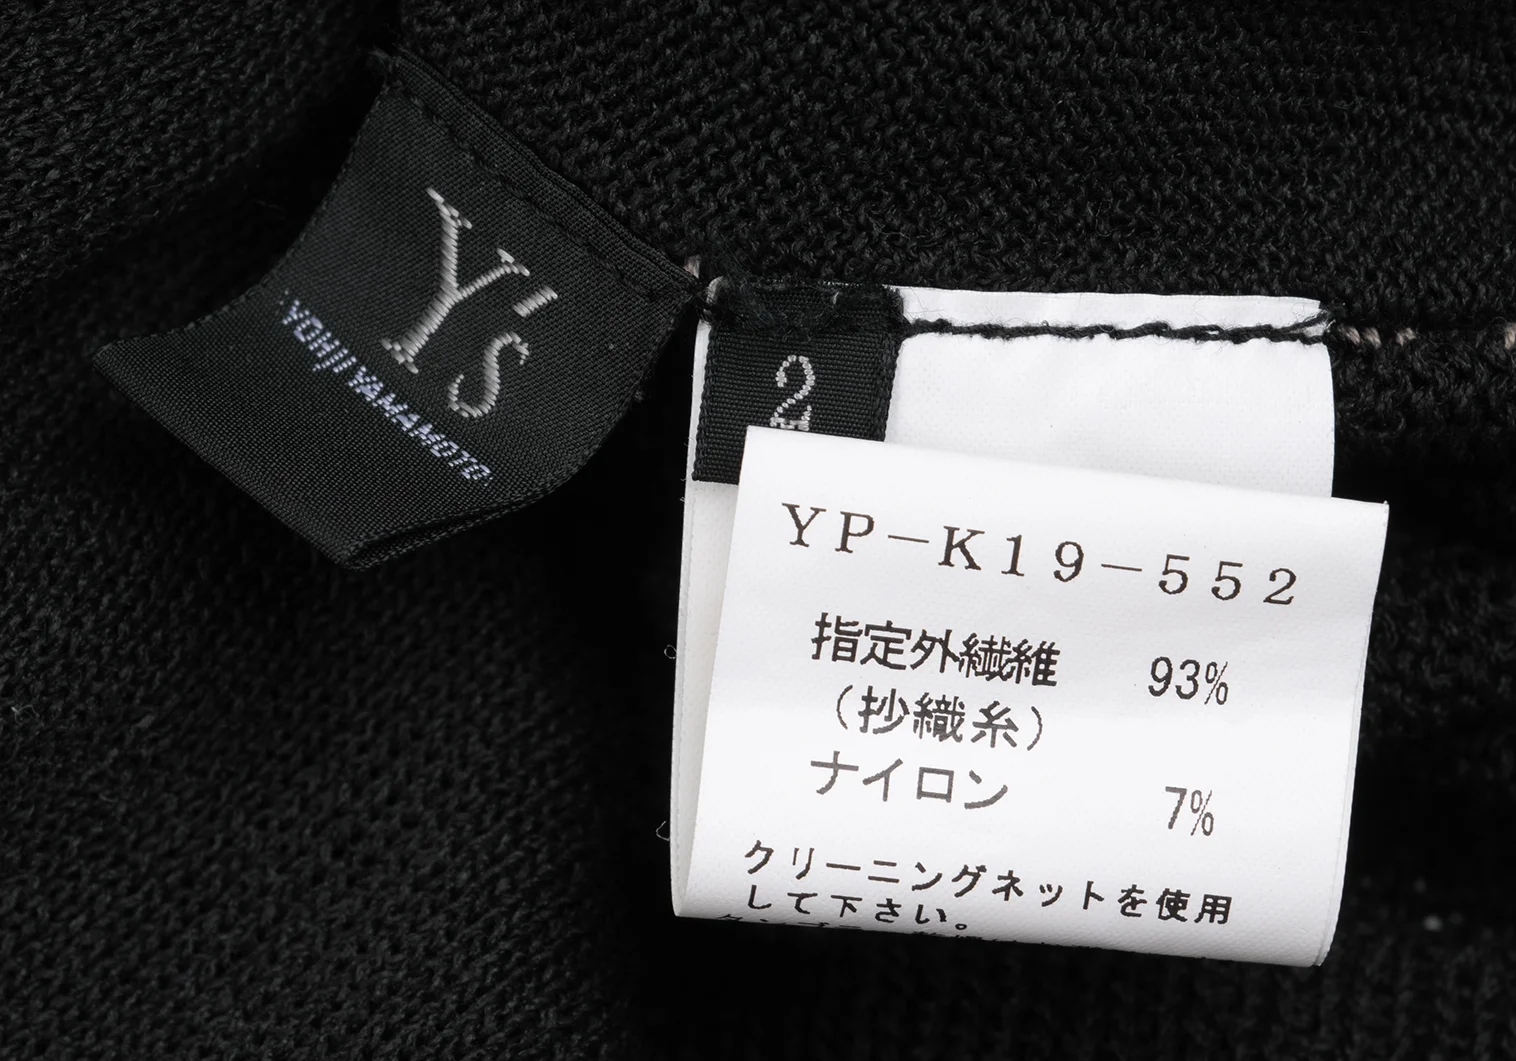 Y's
YOHJI YAMAMOTO
2
YP-K19-552
指定外繊維 93%
(抄織糸)
ナイロン 7%
クリーニングネットを使用
して下さい。